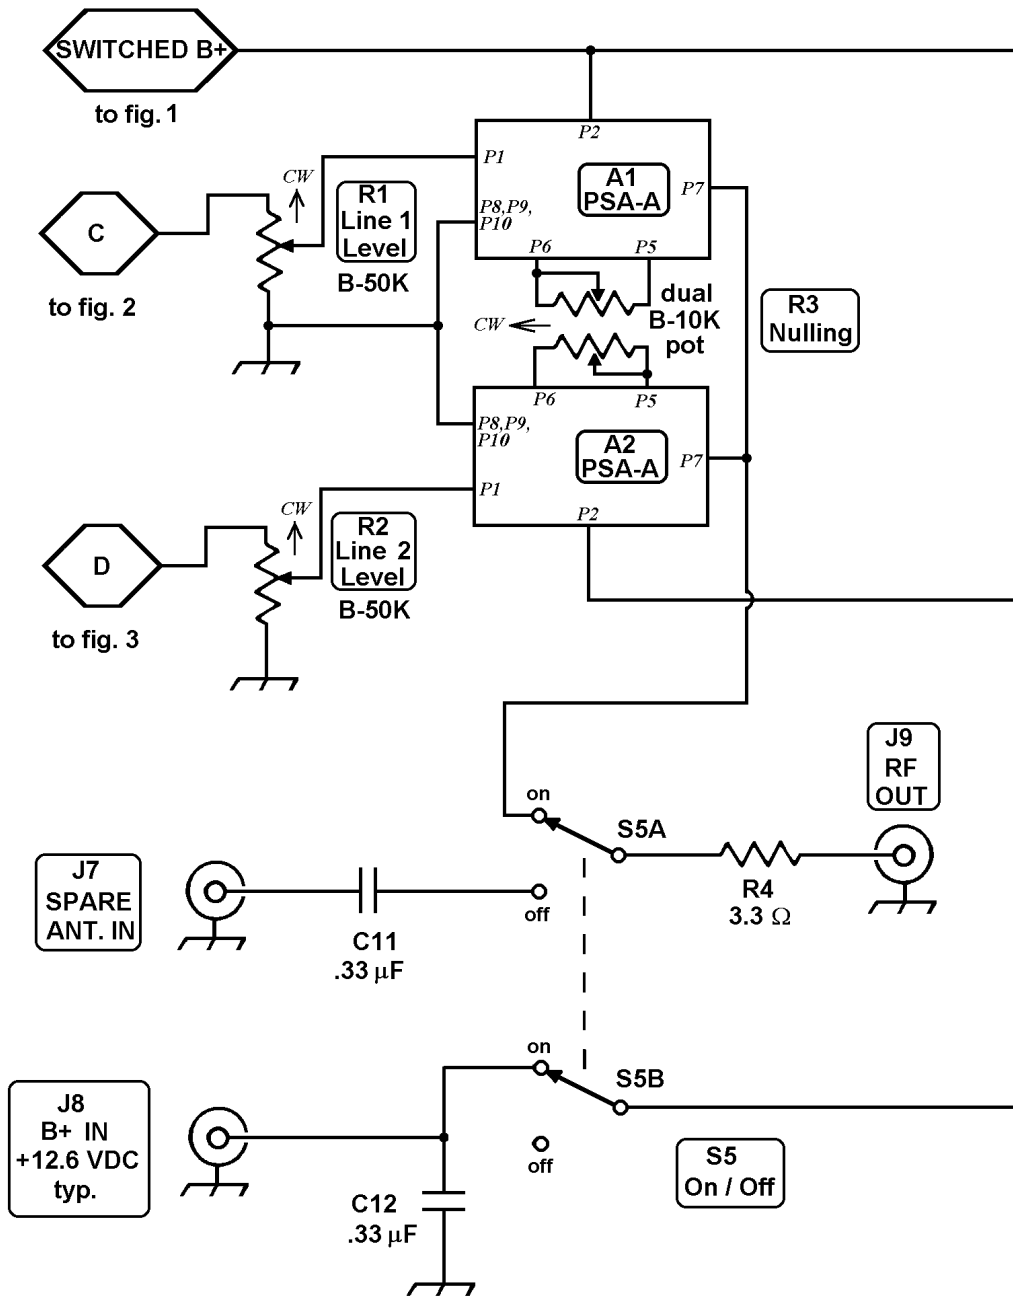 SWITCHED B+
to fig. 1
P2
P1
A1
PSA-A
P7
CW
R1
Line 1
Level
B-50K
P8,P9,
P10
C
to fig. 2
P6
P5
dual
B-10K
pot
CW
R3
Nulling
P6
P5
P8,P9,
P10
A2
PSA-A
P7
P1
P2
CW
R2
Line 2
Level
B-50K
D
to fig. 3
J9
RF
OUT
on
S5A
R4
3.3 Ω
J7
SPARE
ANT. IN
C11
.33 µF
off
on
S5B
J8
B+ IN
+12.6 VDC
typ.
off
S5
On / Off
C12
.33 µF